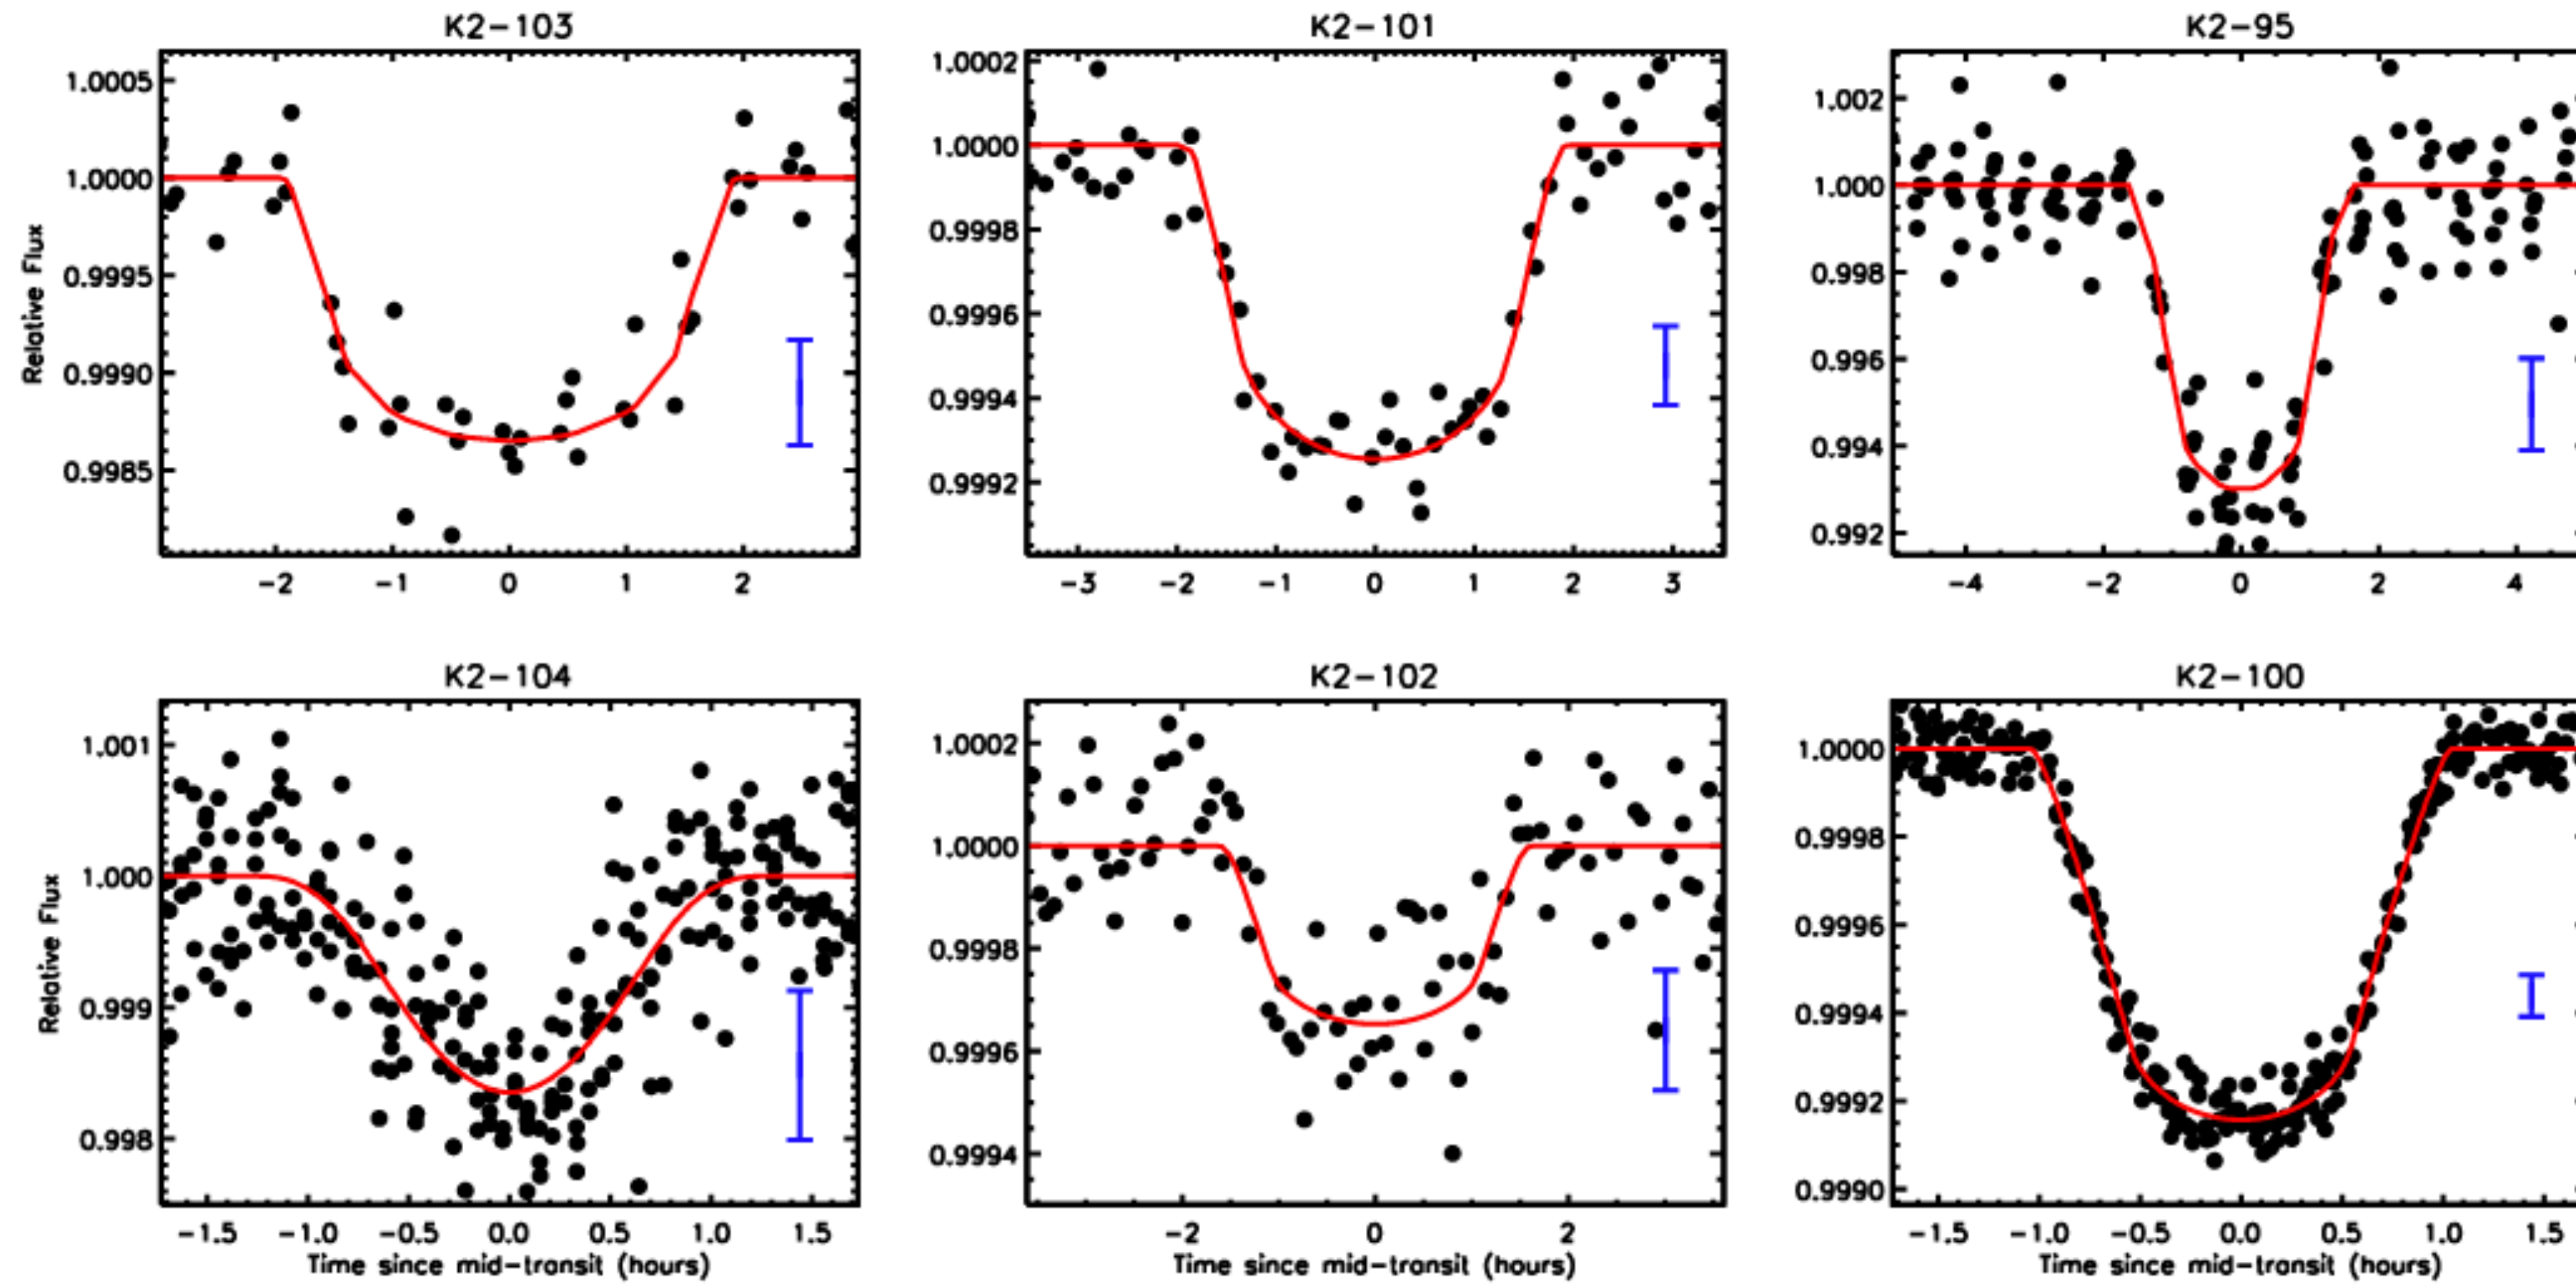 K2-103
K2-101
K2-95
1.0005
1.0000
0.9995
0.9990
0.9985
Relative Flux
-2 -1 0 1 2
1.0002
1.0000
0.9998
0.9996
0.9994
0.9992
-3 -2 -1 0 1 2 3
1.002
1.000
0.998
0.996
0.994
0.992
-4 -2 0 2 4
K2-104
K2-102
K2-100
1.001
1.000
0.999
0.998
Relative Flux
-1.5 -1.0 -0.5 0.0 0.5 1.0 1.5
Time since mid-transit (hours)
1.0002
1.0000
0.9998
0.9996
0.9994
-2 0 2
Time since mid-transit (hours)
1.0000
0.9998
0.9996
0.9994
0.9992
0.9990
-1.5 -1.0 -0.5 0.0 0.5 1.0 1.5
Time since mid-transit (hours)